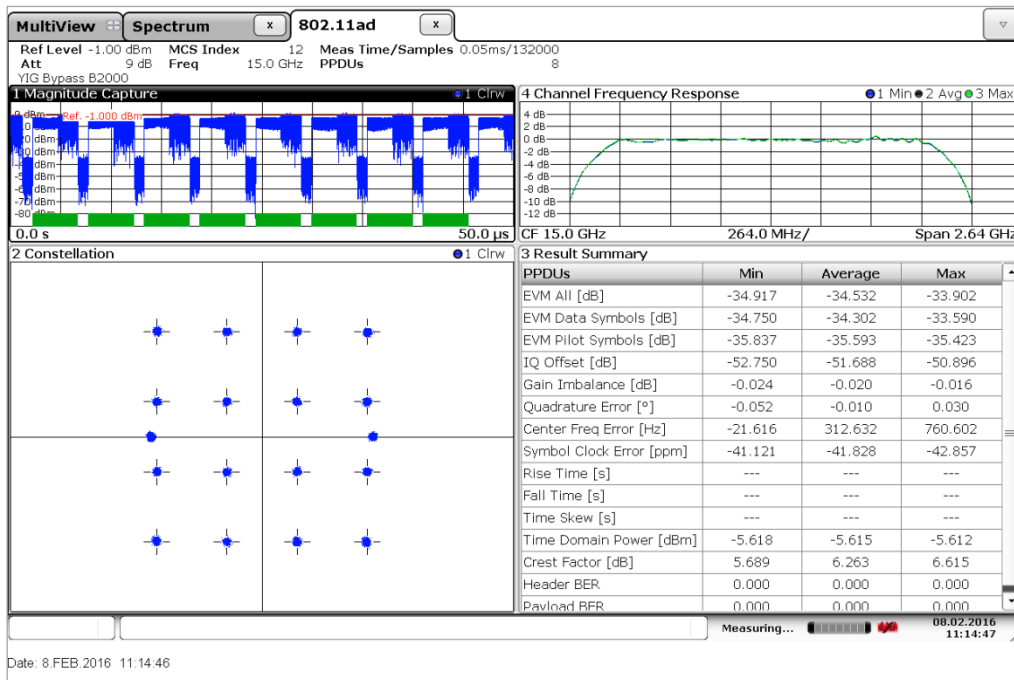 MultiView Spectrum x 802.11ad x
Ref Level -1.00 dBm MCS Index 12 Meas Time/Samples 0.05ms/132000
Att 9 dB Freq 15.0 GHz PPDUs 8
YIG Bypass B2000
1 Magnitude Capture 1 Clrw
Ref. -1.000 dBm
-80 dBm
0.0 s 50.0 µs
4 Channel Frequency Response 1 Min 2 Avg 3 Max
4 dB
2 dB
0 dB
-2 dB
-4 dB
-6 dB
-8 dB
-10 dB
-12 dB
CF 15.0 GHz 264.0 MHz/ Span 2.64 GHz
2 Constellation 1 Clrw
3 Result Summary
PPDUs Min Average Max
EVM All [dB] -34.917 -34.532 -33.902
EVM Data Symbols [dB] -34.750 -34.302 -33.590
EVM Pilot Symbols [dB] -35.837 -35.593 -35.423
IQ Offset [dB] -52.750 -51.688 -50.896
Gain Imbalance [dB] -0.024 -0.020 -0.016
Quadrature Error [°] -0.052 -0.010 0.030
Center Freq Error [Hz] -21.616 312.632 760.602
Symbol Clock Error [ppm] -41.121 -41.828 -42.857
Rise Time [s] --- --- ---
Fall Time [s] --- --- ---
Time Skew [s] --- --- ---
Time Domain Power [dBm] -5.618 -5.615 -5.612
Crest Factor [dB] 5.689 6.263 6.615
Header BER 0.000 0.000 0.000
Payload BER 0.000 0.000 0.000
Measuring... 08.02.2016
11:14:47
Date: 8.FEB.2016 11:14:46